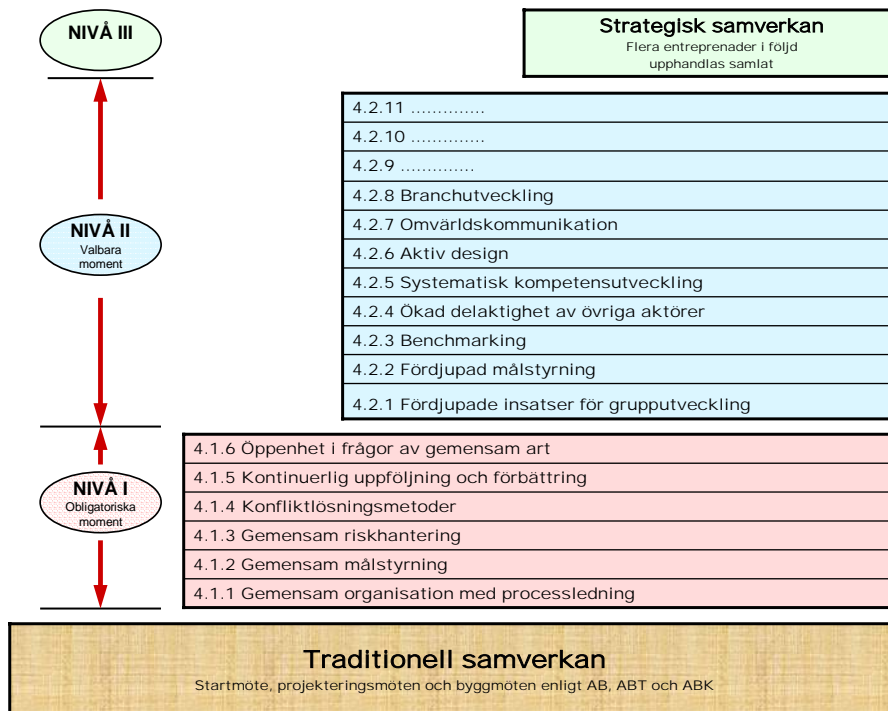 NIVÅ III
Strategisk samverkan
Flera entreprenader i följd
upphandlas samlat
4.2.11 ..............
4.2.10 ..............
4.2.9 ..............
4.2.8 Branchutveckling
4.2.7 Omvärldskommunikation
4.2.6 Aktiv design
4.2.5 Systematisk kompetensutveckling
4.2.4 Ökad delaktighet av övriga aktörer
4.2.3 Benchmarking
4.2.2 Fördjupad målstyrning
4.2.1 Fördjupade insatser för grupputveckling
NIVÅ II
Valbara
moment
4.1.6 Öppenhet i frågor av gemensam art
4.1.5 Kontinuerlig uppföljning och förbättring
4.1.4 Konfliktlösningsmetoder
4.1.3 Gemensam riskhantering
4.1.2 Gemensam målstyrning
4.1.1 Gemensam organisation med processledning
NIVÅ I
Obligatoriska
moment
Traditionell samverkan
Startmöte, projekteringsmöten och byggmöten enligt AB, ABT och ABK